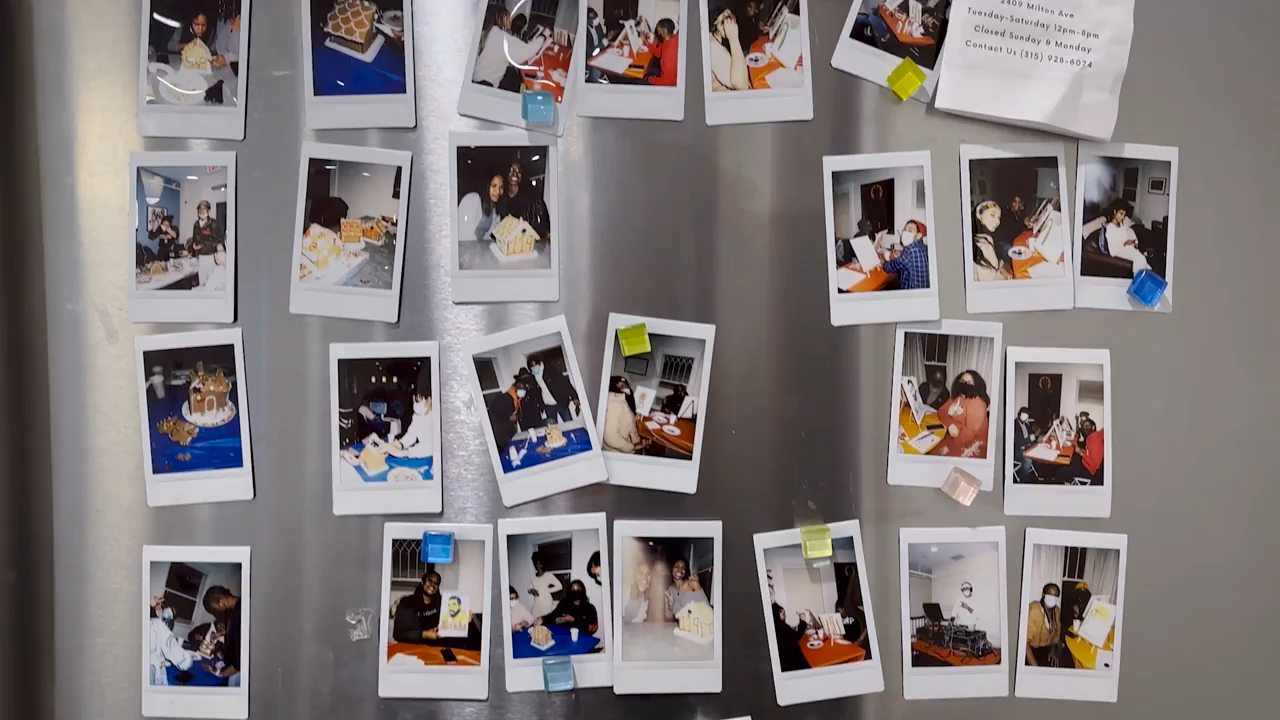 2409 Milton Ave
Tuesday-Saturday 12pm-8pm
Closed Sunday & Monday
Contact Us (315) 928-6074